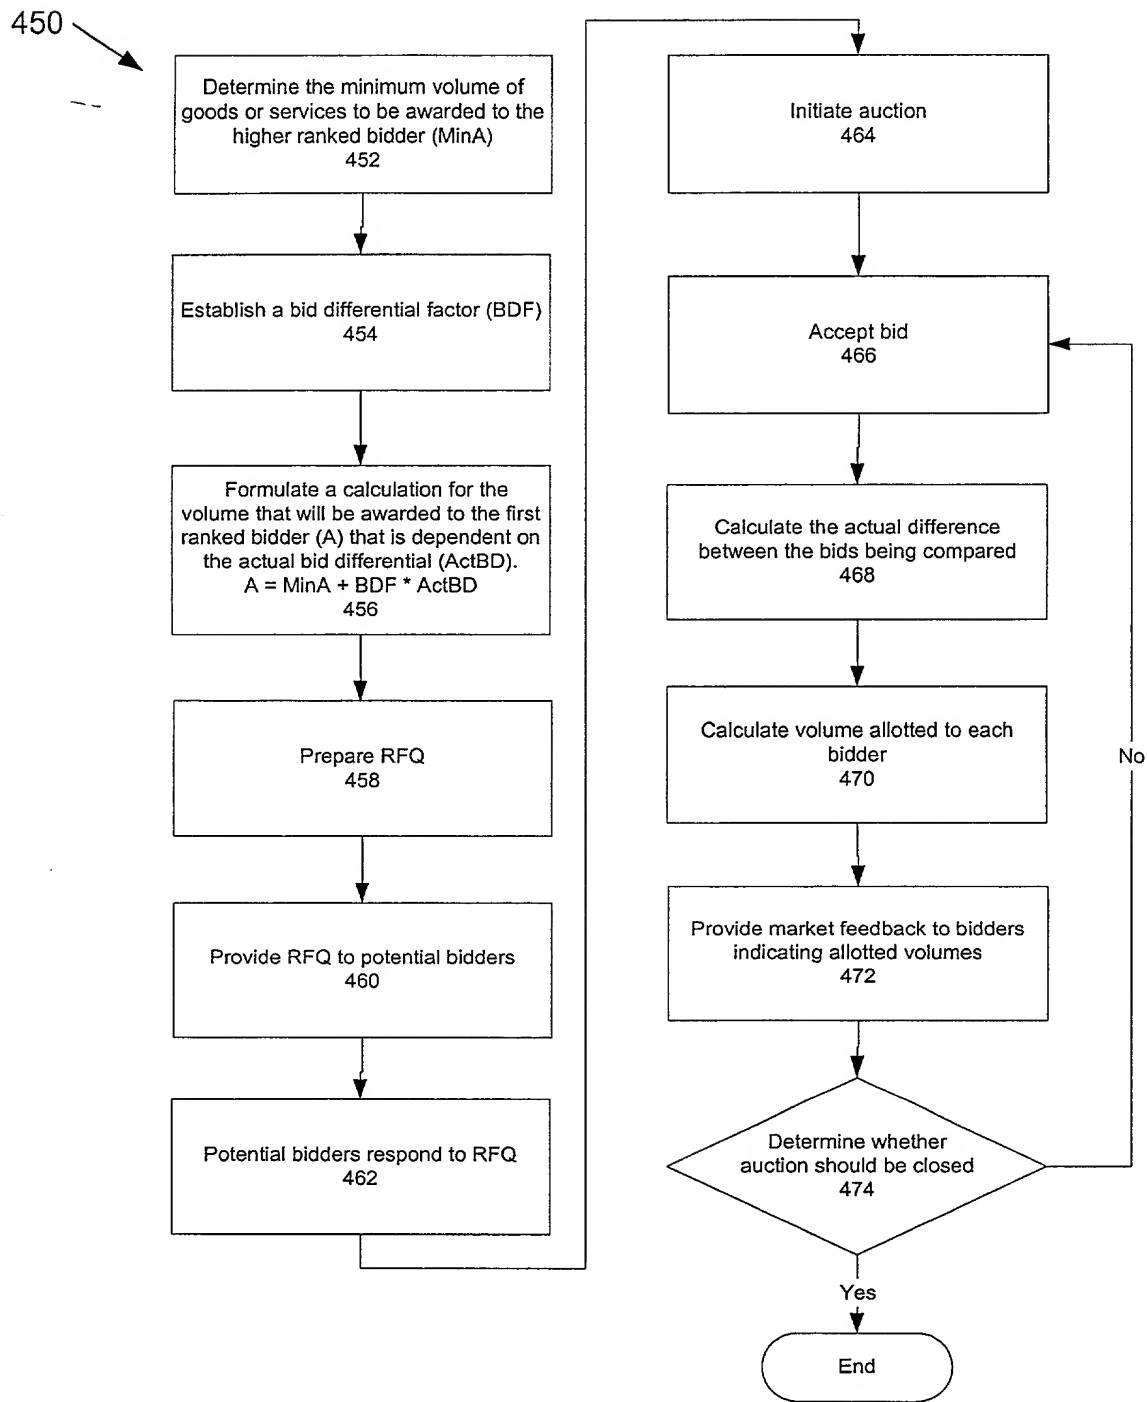 450
Determine the minimum volume of
goods or services to be awarded to the
higher ranked bidder (MinA)
452
Establish a bid differential factor (BDF)
454
Formulate a calculation for the
volume that will be awarded to the first
ranked bidder (A) that is dependent on
the actual bid differential (ActBD).
A = MinA + BDF * ActBD
456
Prepare RFQ
458
Provide RFQ to potential bidders
460
Potential bidders respond to RFQ
462
Initiate auction
464
Accept bid
466
Calculate the actual difference
between the bids being compared
468
Calculate volume allotted to each
bidder
470
Provide market feedback to bidders
indicating allotted volumes
472
Determine whether
auction should be closed
474
No
Yes
End